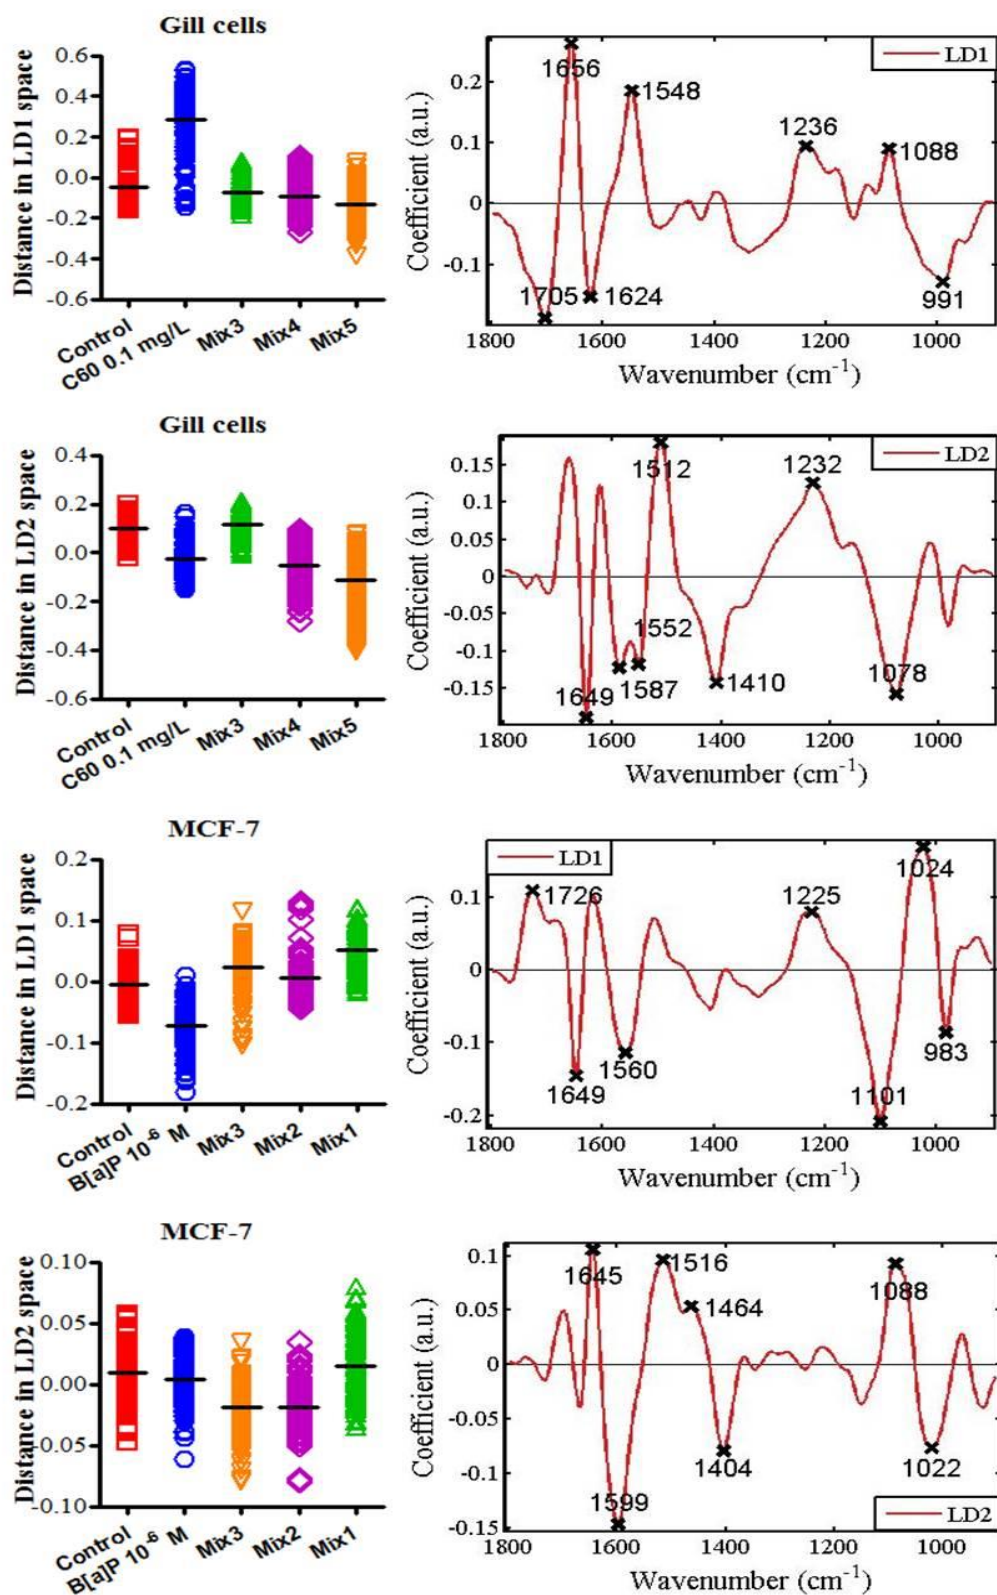 Gill cells
Distance in LD1 space
0.6
0.4
0.2
0.0
-0.2
-0.4
-0.6
Control
C60 0.1 mg/L
Mix3
Mix4
Mix5
LD1
Coefficient (a.u.)
0.2
0.1
0
-0.1
1656
1548
1236
1088
1705
1624
991
1800
1600
1400
1200
1000
Wavenumber (cm-1)
Gill cells
Distance in LD2 space
0.4
0.2
0.0
-0.2
-0.4
-0.6
Control
C60 0.1 mg/L
Mix3
Mix4
Mix5
LD2
Coefficient (a.u.)
0.15
0.1
0.05
0
-0.05
-0.1
-0.15
1512
1232
1552
1649
1587
1410
1078
1800
1600
1400
1200
1000
Wavenumber (cm-1)
MCF-7
Distance in LD1 space
0.2
0.1
0.0
-0.1
-0.2
Control
B[a]P 10-6 M
Mix3
Mix2
Mix1
LD1
Coefficient (a.u.)
0.1
0
-0.1
-0.2
1726
1225
1024
1649
1560
1101
983
1800
1600
1400
1200
1000
Wavenumber (cm-1)
MCF-7
Distance in LD2 space
0.10
0.05
0.00
-0.05
-0.10
Control
B[a]P 10-6 M
Mix3
Mix2
Mix1
Coefficient (a.u.)
0.1
0.05
0
-0.05
-0.1
-0.15
1645
1516
1464
1088
1599
1404
1022
LD2
1800
1600
1400
1200
1000
Wavenumber (cm-1)